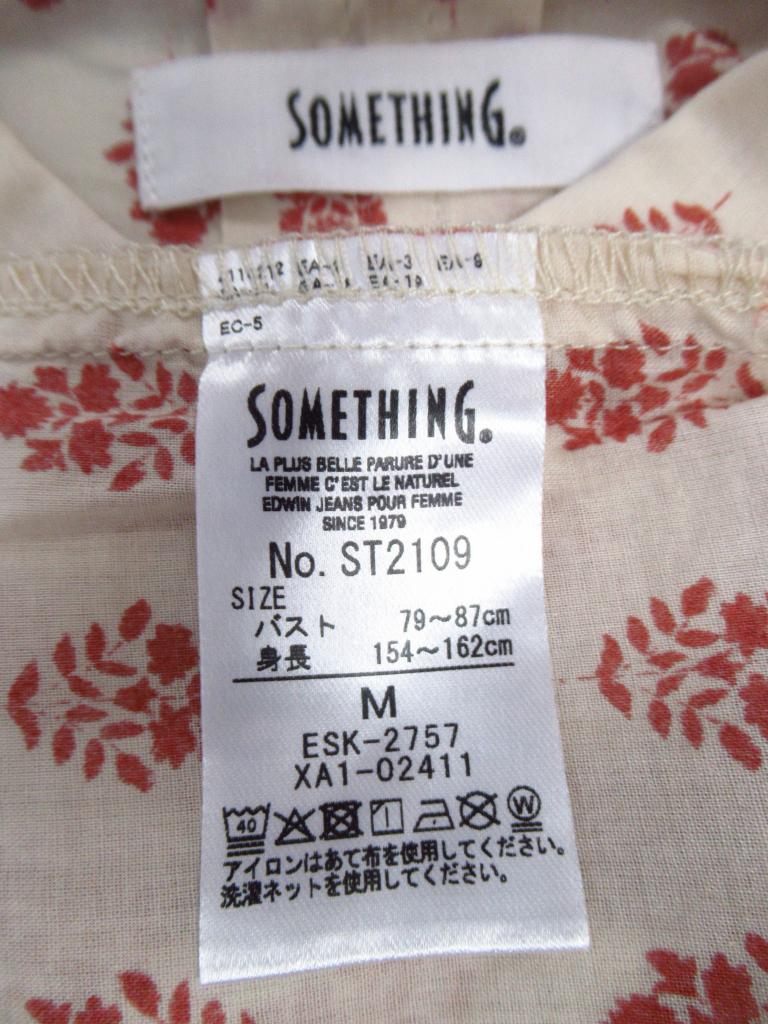 SOMETHING®
EC-5
SOMETHING®
LA PLUS BELLE PARURE D'UNE
FEMME C'EST LE NATUREL
EDWIN JEANS POUR FEMME
SINCE 1979
No. ST2109
SIZE
バスト 79～87cm
身長 154～162cm
M
ESK-2757
XA1-02411
40 W
アイロンはあて布を使用してください。
洗濯ネットを使用してください。